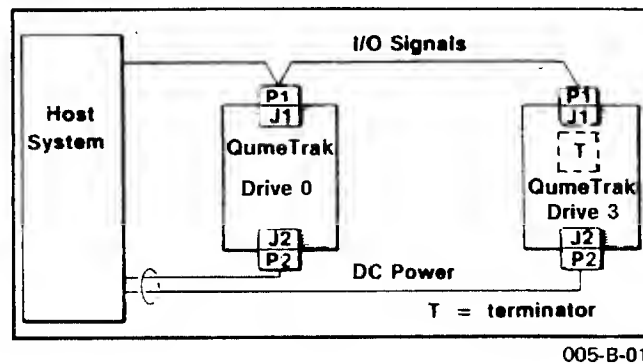 I/O Signals
Host
System
P1
J1
QumeTrak
Drive 0
J2
P2
P1
J1
T
QumeTrak
Drive 3
J2
P2
DC Power
T = terminator
005-B-01